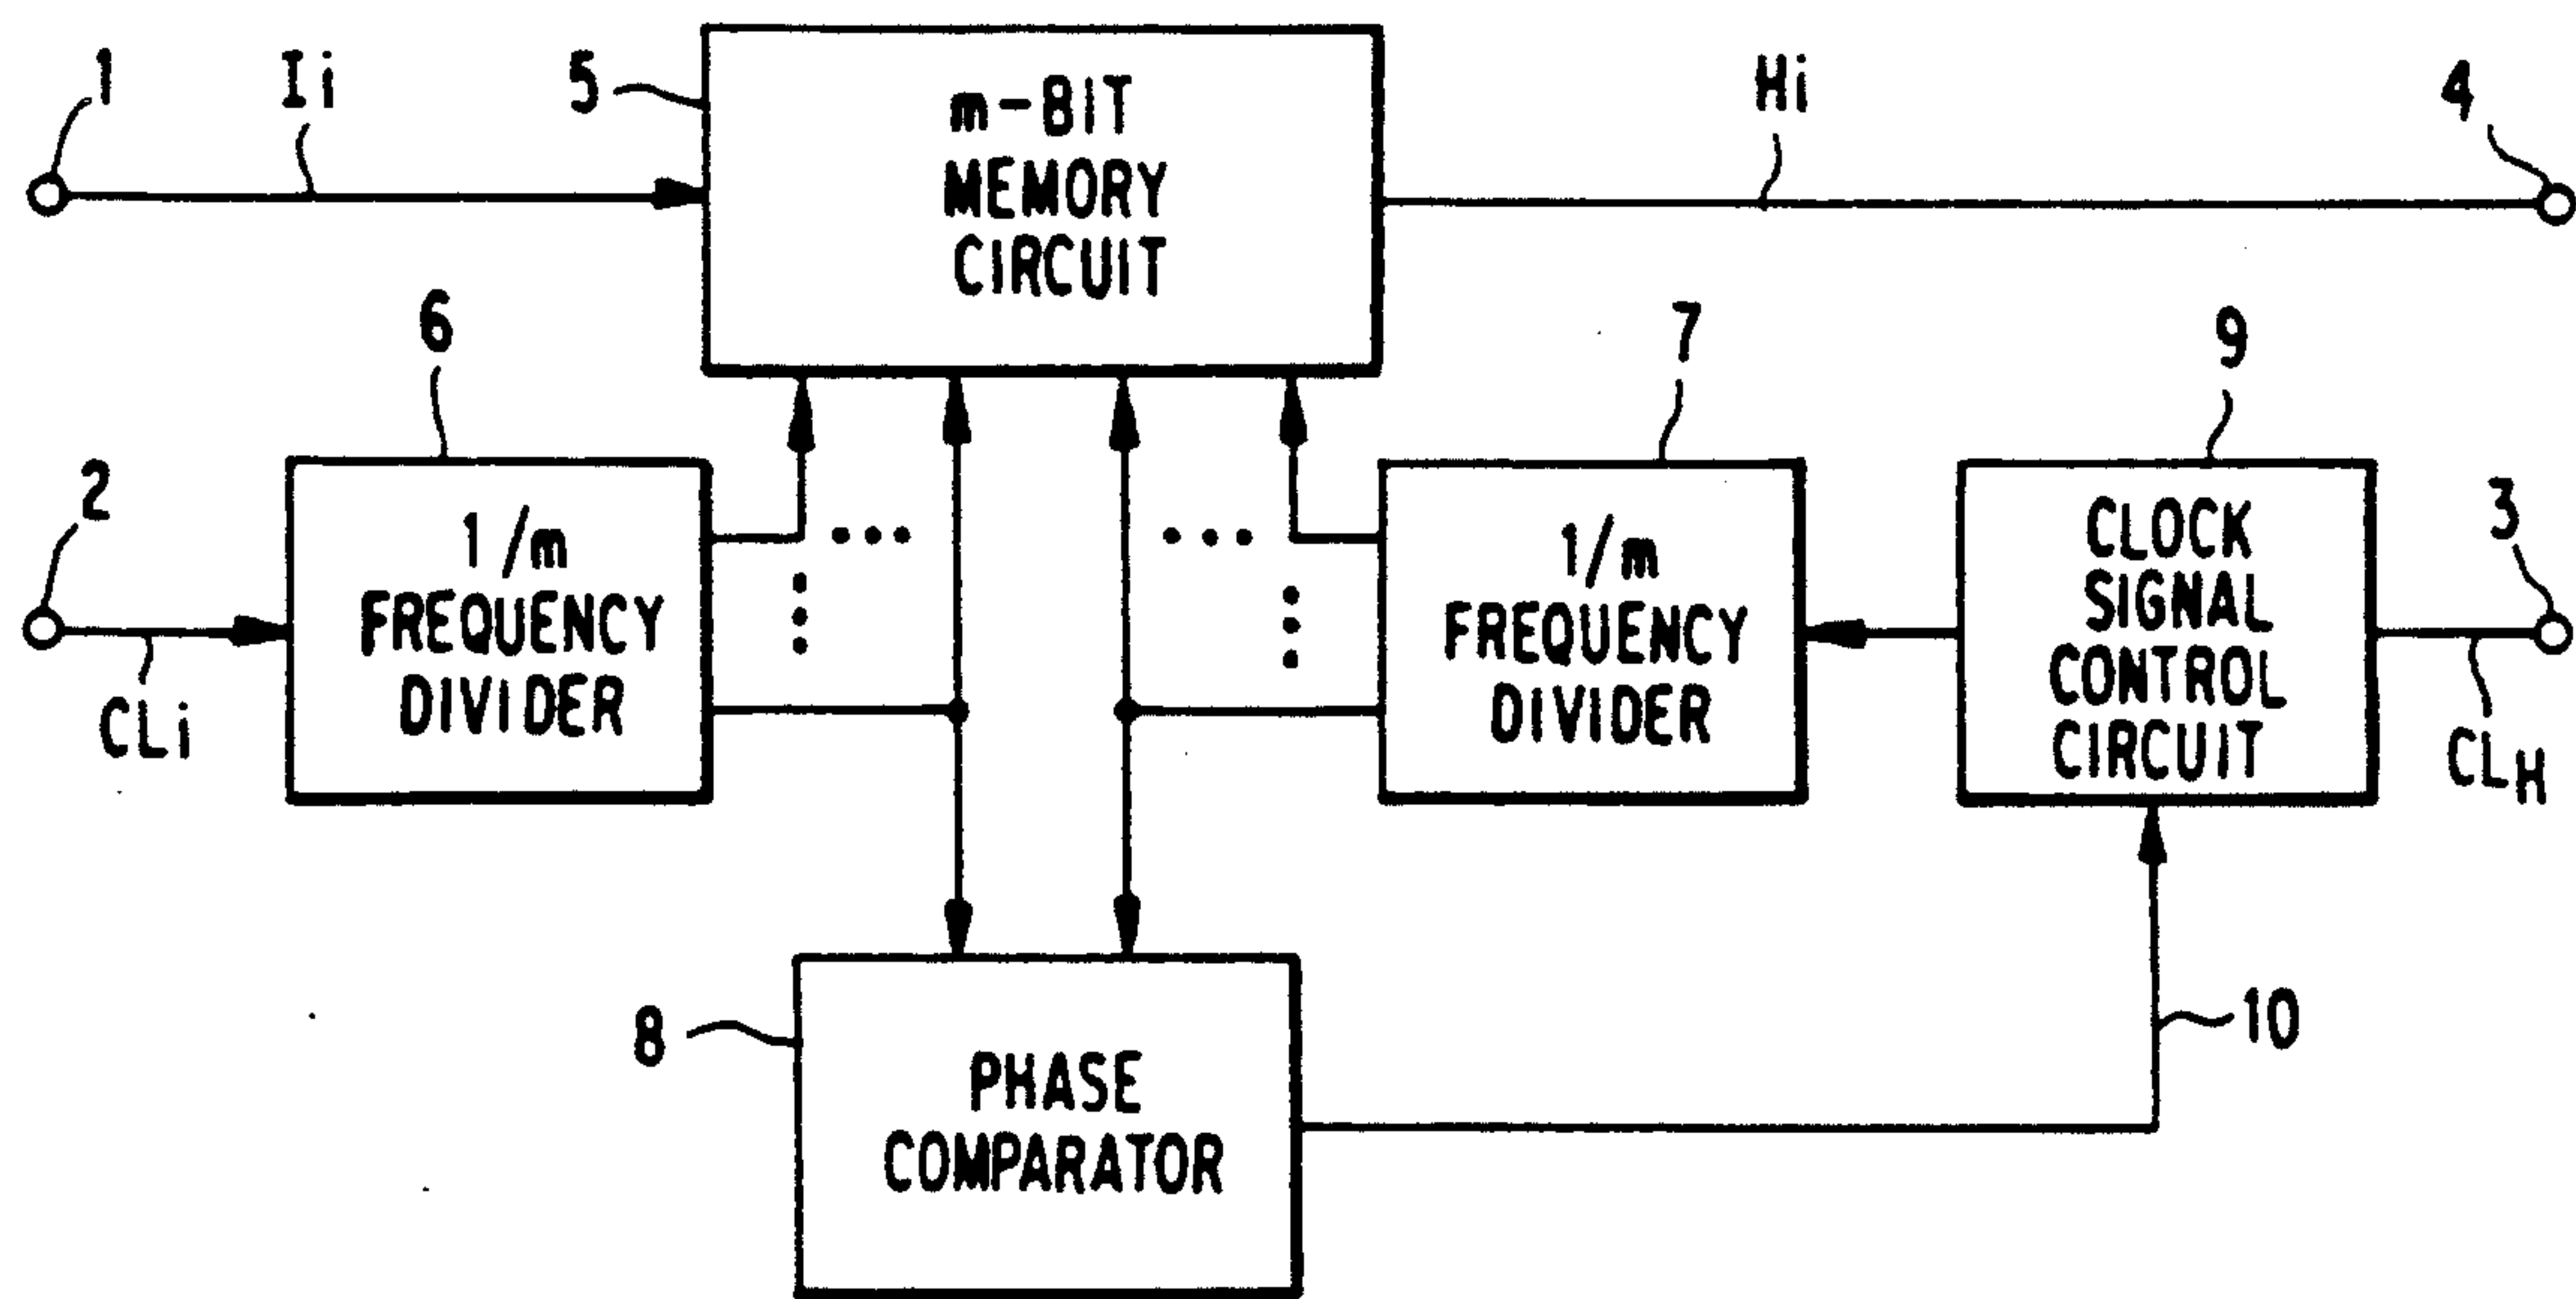 1
Ii
5
m-BIT
MEMORY
CIRCUIT
Hi
4
6
7
9
2
CLi
1/m
FREQUENCY
DIVIDER
1/m
FREQUENCY
DIVIDER
CLOCK
SIGNAL
CONTROL
CIRCUIT
3
CLH
8
PHASE
COMPARATOR
10